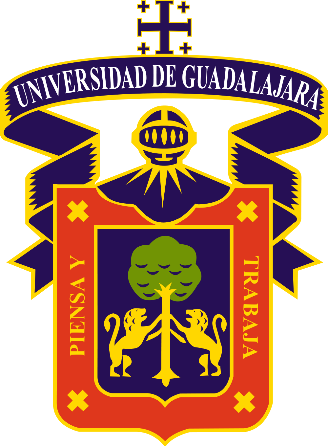 UNIVERSIDAD DE GUADALAJARA
PIENSA Y
TRABAJA